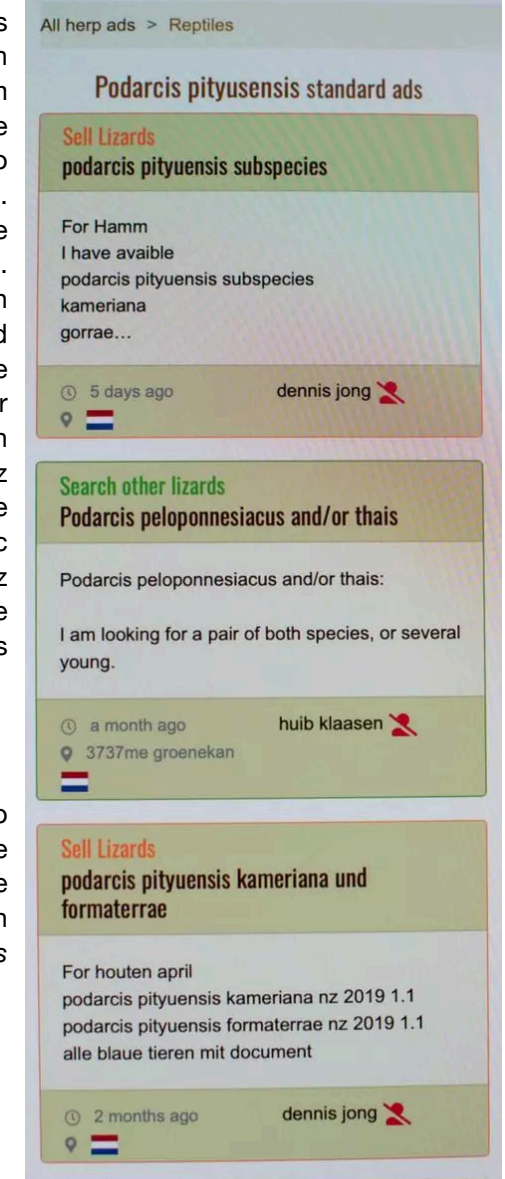 All herp ads > Reptiles
Podarcis pityusensis standard ads
Sell Lizards
podarcis pityuensis subspecies
For Hamm
I have avaible
podarcis pityuensis subspecies
kameriana
gorrae...
5 days ago
dennis jong
Search other lizards
Podarcis peloponnesiacus and/or thais
Podarcis peloponnesiacus and/or thais:
I am looking for a pair of both species, or several
young.
a month ago
huib klaasen
3737me groenekan
Sell Lizards
podarcis pityuensis kameriana und
formaterrae
For houten april
podarcis pityuensis kameriana nz 2019 1.1
podarcis pityuensis formaterrae nz 2019 1.1
alle blaue tieren mit document
2 months ago
dennis jong